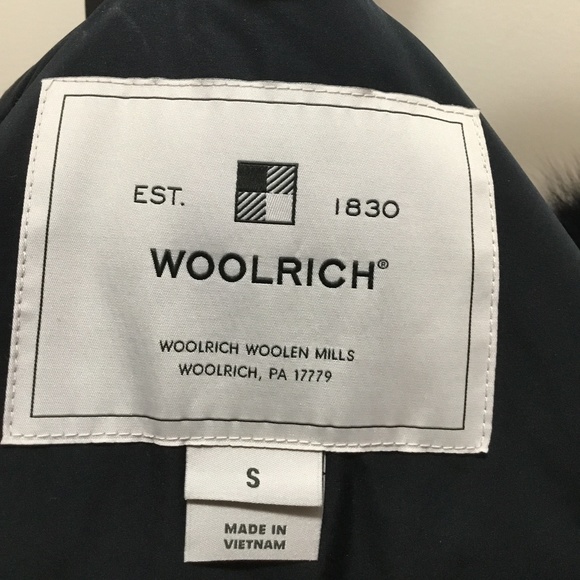 EST. 1830
WOOLRICH®
WOOLRICH WOOLEN MILLS
WOOLRICH, PA 17779
S
MADE IN
VIETNAM